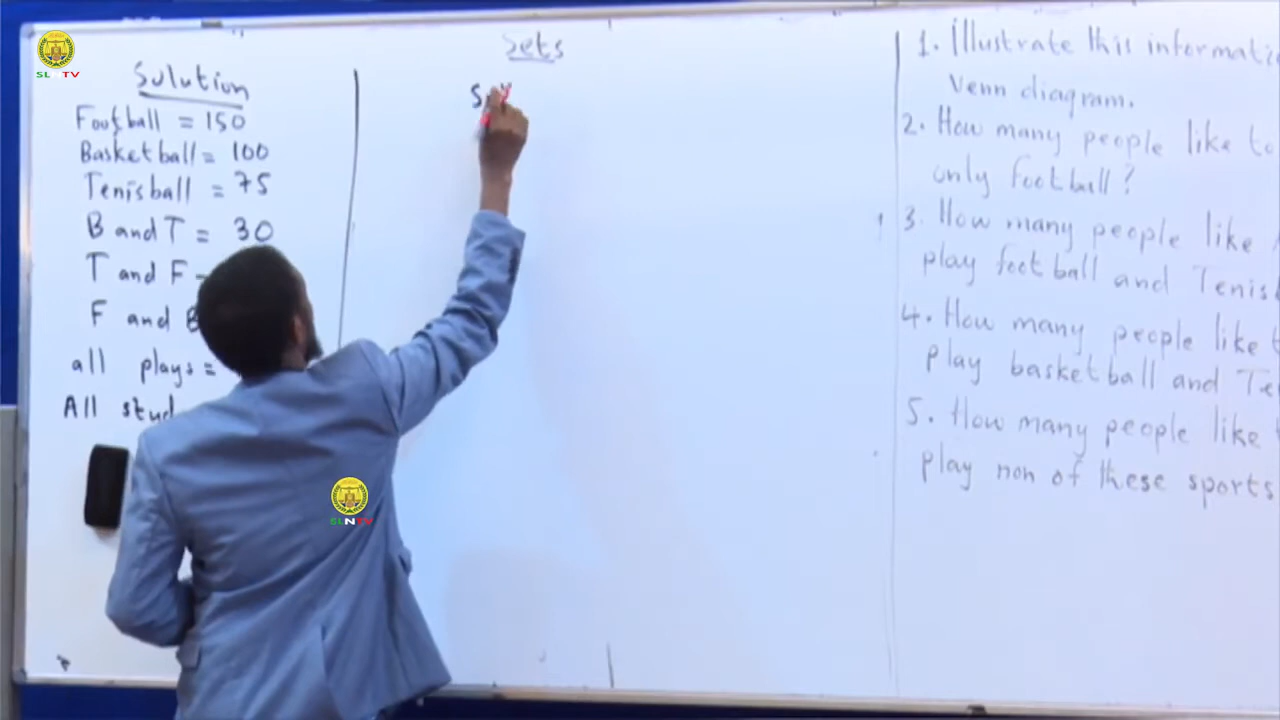 SLNTV
Sets
Solution
Football = 150
Basketball = 100
Tenisball = 75
B and T = 30
T and F -
F and B
all plays =
All stud
1. Illustrate this informati
Venn diagram.
2. How many people like to
only football?
3. How many people like
play football and Tenisb
4. How many people like t
play basketball and Te
5. How many people like t
play non of these sports
SLNTV